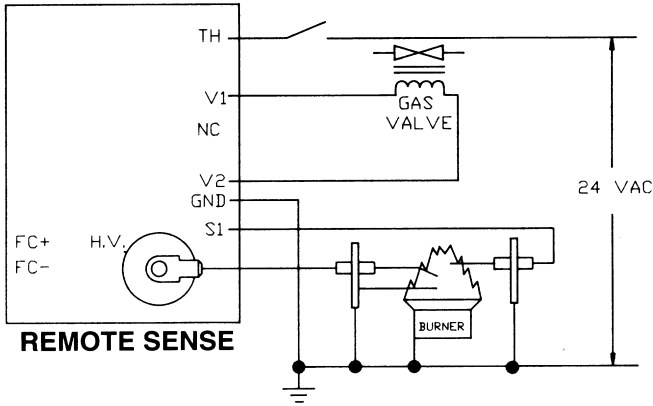 TH
V1
GAS
VALVE
NC
V2
24 VAC
GND
S1
FC+
H.V.
FC-
BURNER
REMOTE SENSE